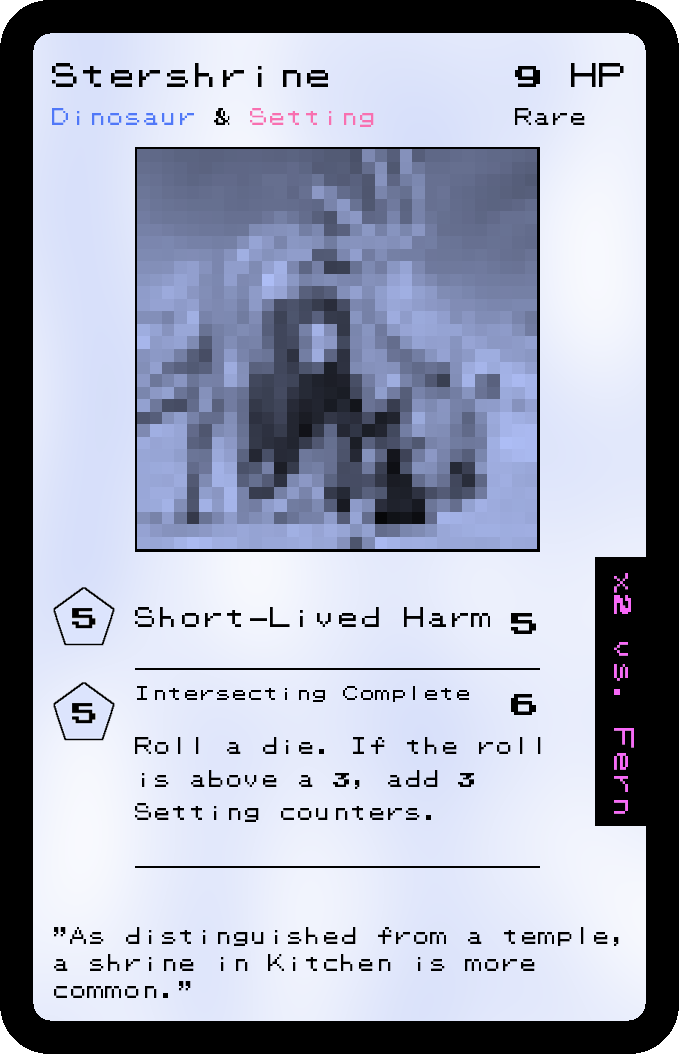 Stershrine 9 HP
Dinosaur & Setting Rare
5 Short-Lived Harm 5
5 Intersecting Complete 6
Roll a die. If the roll
is above a 3, add 3
Setting counters.
x2 vs. Fern
"As distinguished from a temple,
a shrine in Kitchen is more
common."